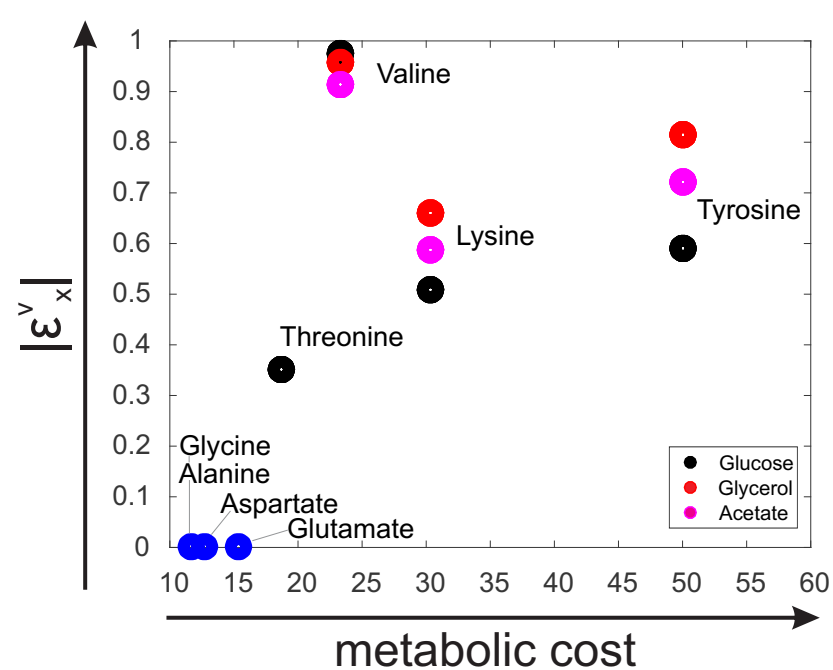 |ε^v_x|
1
0.9
0.8
0.7
0.6
0.5
0.4
0.3
0.2
0.1
0
Valine
Tyrosine
Lysine
Threonine
Glycine
Alanine
Aspartate
Glutamate
Glucose
Glycerol
Acetate
10 15 20 25 30 35 40 45 50 55 60
metabolic cost